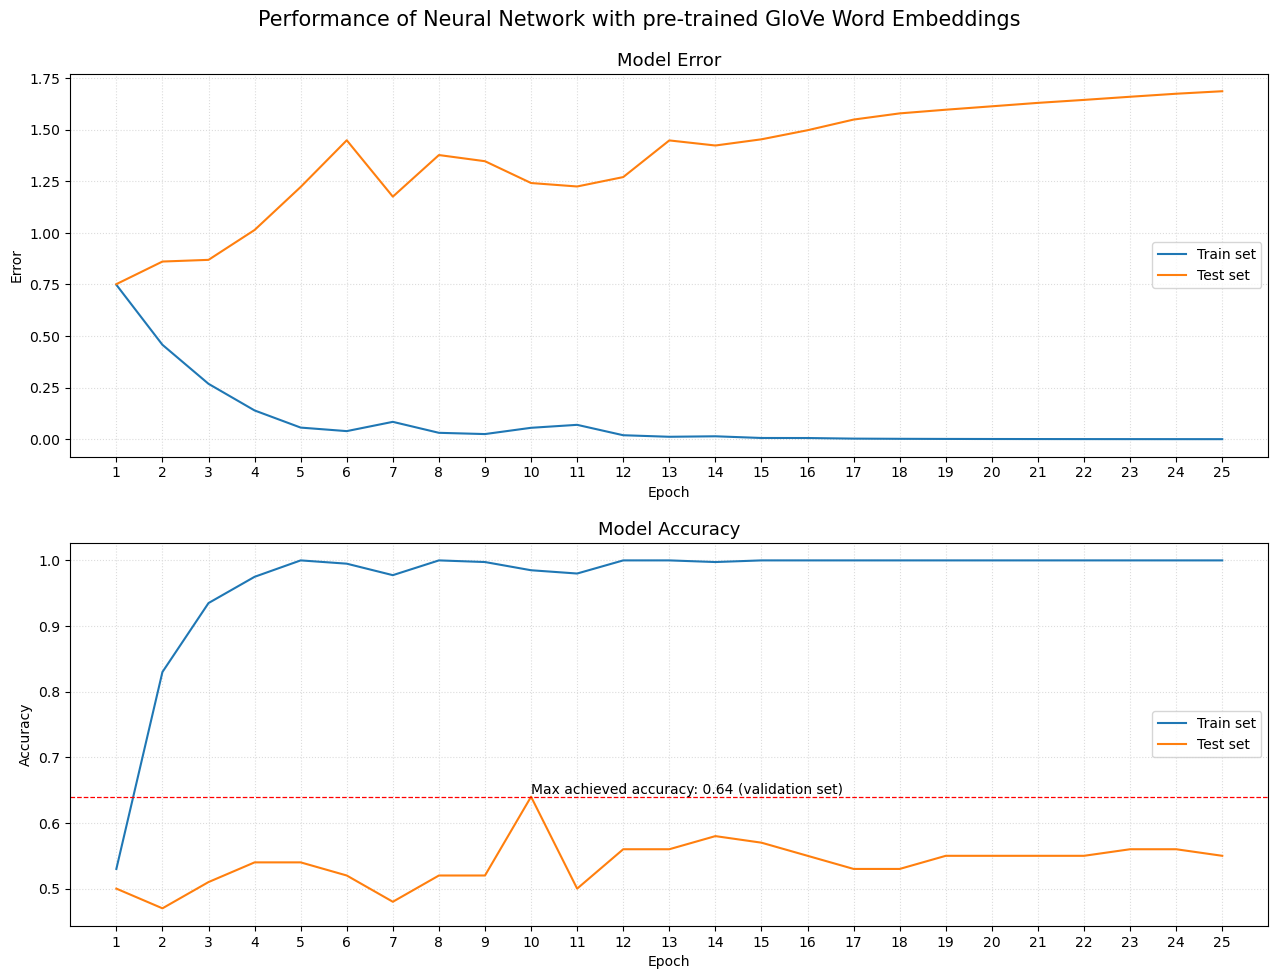 Performance of Neural Network with pre-trained GloVe Word Embeddings
Model Error
1.75
1.50
1.25
1.00
0.75
0.50
0.25
0.00
Error
Train set
Test set
1 2 3 4 5 6 7 8 9 10 11 12 13 14 15 16 17 18 19 20 21 22 23 24 25
Epoch
Model Accuracy
1.0
0.9
0.8
0.7
0.6
0.5
Accuracy
Train set
Test set
Max achieved accuracy: 0.64 (validation set)
1 2 3 4 5 6 7 8 9 10 11 12 13 14 15 16 17 18 19 20 21 22 23 24 25
Epoch